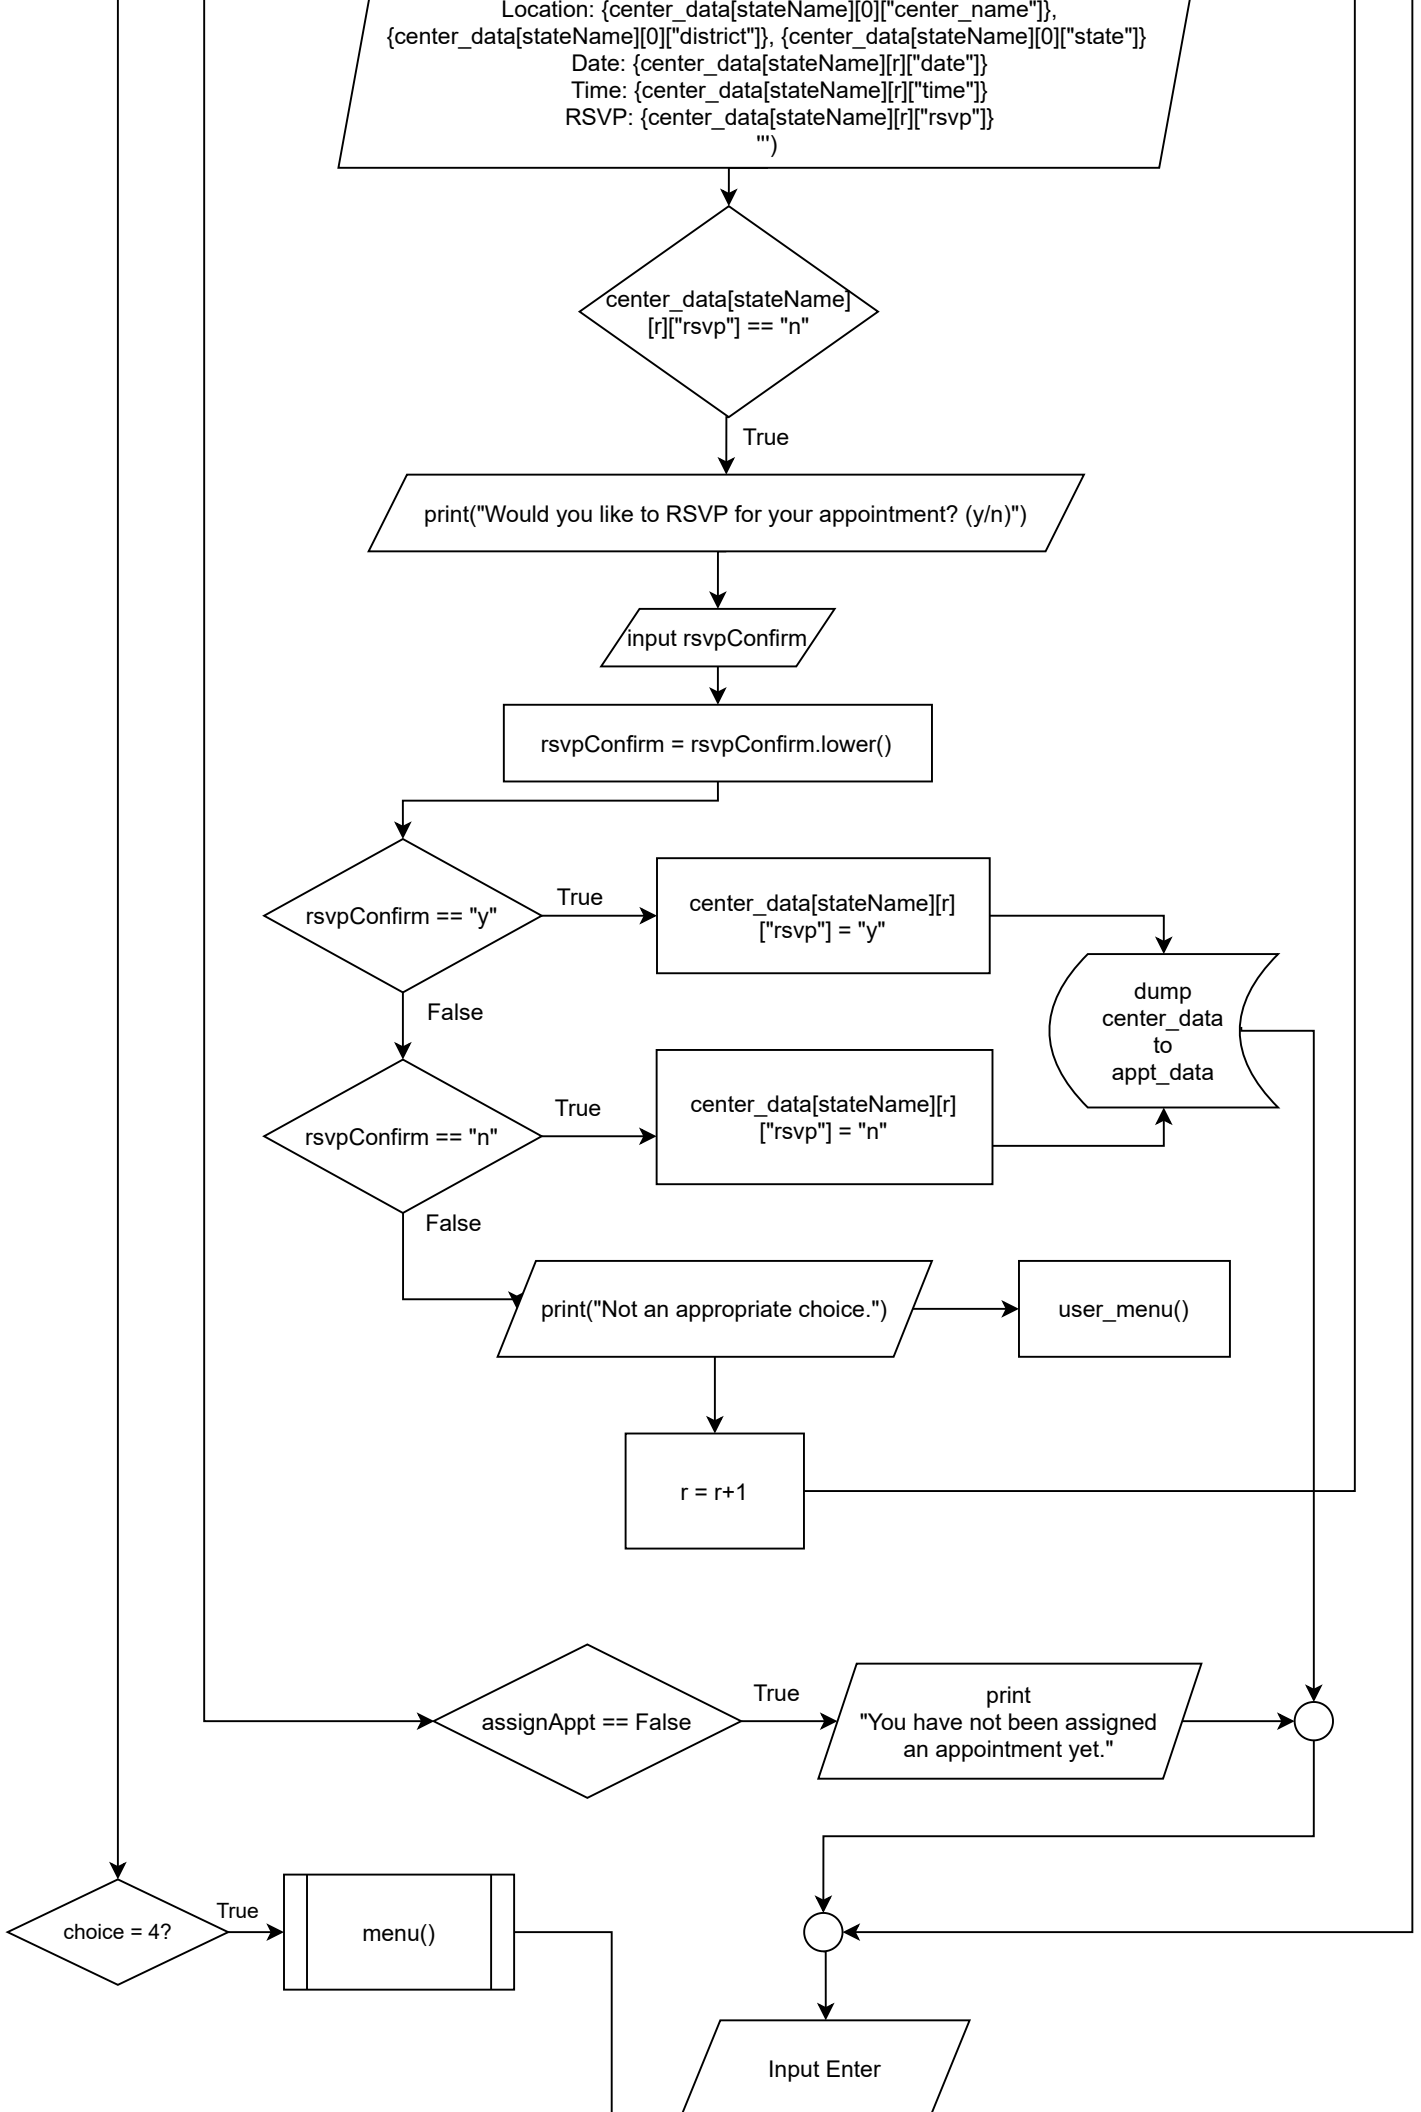 Location: {center_data[stateName][0]["center_name"]},
{center_data[stateName][0]["district"]}, {center_data[stateName][0]["state"]}
Date: {center_data[stateName][r]["date"]}
Time: {center_data[stateName][r]["time"]}
RSVP: {center_data[stateName][r]["rsvp"]}
''')
center_data[stateName]
[r]["rsvp"] == "n"
True
print("Would you like to RSVP for your appointment? (y/n)")
input rsvpConfirm
rsvpConfirm = rsvpConfirm.lower()
rsvpConfirm == "y"
True
center_data[stateName][r]
["rsvp"] = "y"
False
dump
center_data
to
appt_data
rsvpConfirm == "n"
True
center_data[stateName][r]
["rsvp"] = "n"
False
print("Not an appropriate choice.")
user_menu()
r = r+1
assignAppt == False
True
print
"You have not been assigned
an appointment yet."
choice = 4?
True
menu()
Input Enter